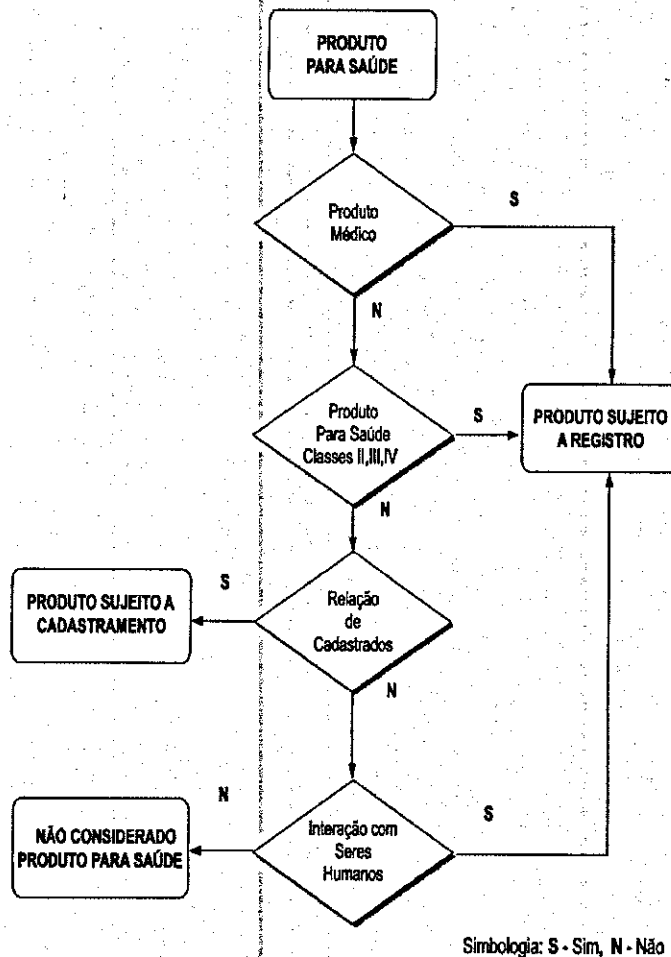 PRODUTO
PARA SAÚDE
Produto
Médico
S
N
Produto
Para Saúde
Classes II,III,IV
S
PRODUTO SUJEITO
A REGISTRO
N
S
PRODUTO SUJEITO A
CADASTRAMENTO
Relação
de
Cadastrados
N
N
NÃO CONSIDERADO
PRODUTO PARA SAÚDE
Interação com
Seres
Humanos
S
Simbologia: S - Sim, N - Não